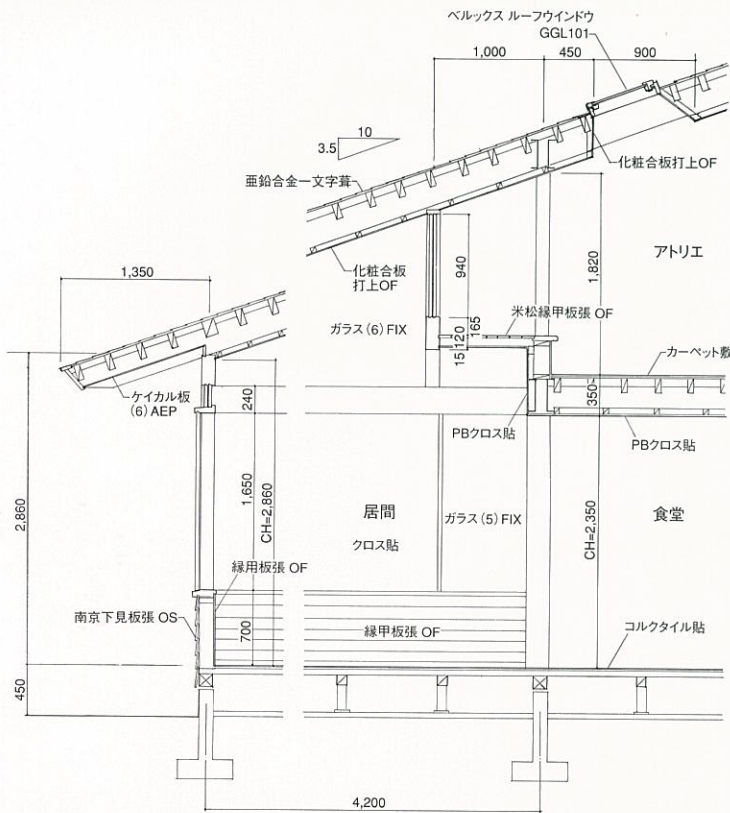 ベルックス ルーフウインドウ
GGL101
1,000
450
900
10
3.5
亜鉛合金一文字葺
化粧合板打上OF
1,820
アトリエ
1,350
化粧合板
打上OF
940
ガラス(6) FIX
165
120
15
米松縁甲板張 OF
カーペット敷
ケイカル板
(6) AEP
240
350
PBクロス貼
PBクロス貼
2,860
1,650
CH=2,860
居間
クロス貼
ガラス(5) FIX
CH=2,350
食堂
縁用板張 OF
南京下見板張 OS
700
縁甲板張 OF
コルクタイル貼
450
4,200